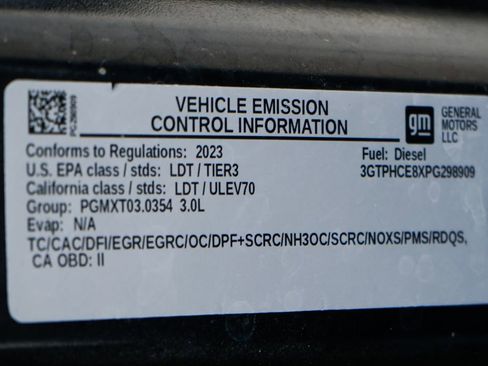 VEHICLE EMISSION
CONTROL INFORMATION
gm
GENERAL
MOTORS
LLC
Conforms to Regulations: 2023
Fuel: Diesel
U.S. EPA class / stds: LDT / TIER3
3GTPHCE8XPG298909
California class / stds: LDT / ULEV70
Group: PGMXT03.0354 3.0L
Evap: N/A
TC/CAC/DFI/EGR/EGRC/OC/DPF+SCRC/NH3OC/SCRC/NOXS/PMS/RDQS,
CA OBD: II
PG298909